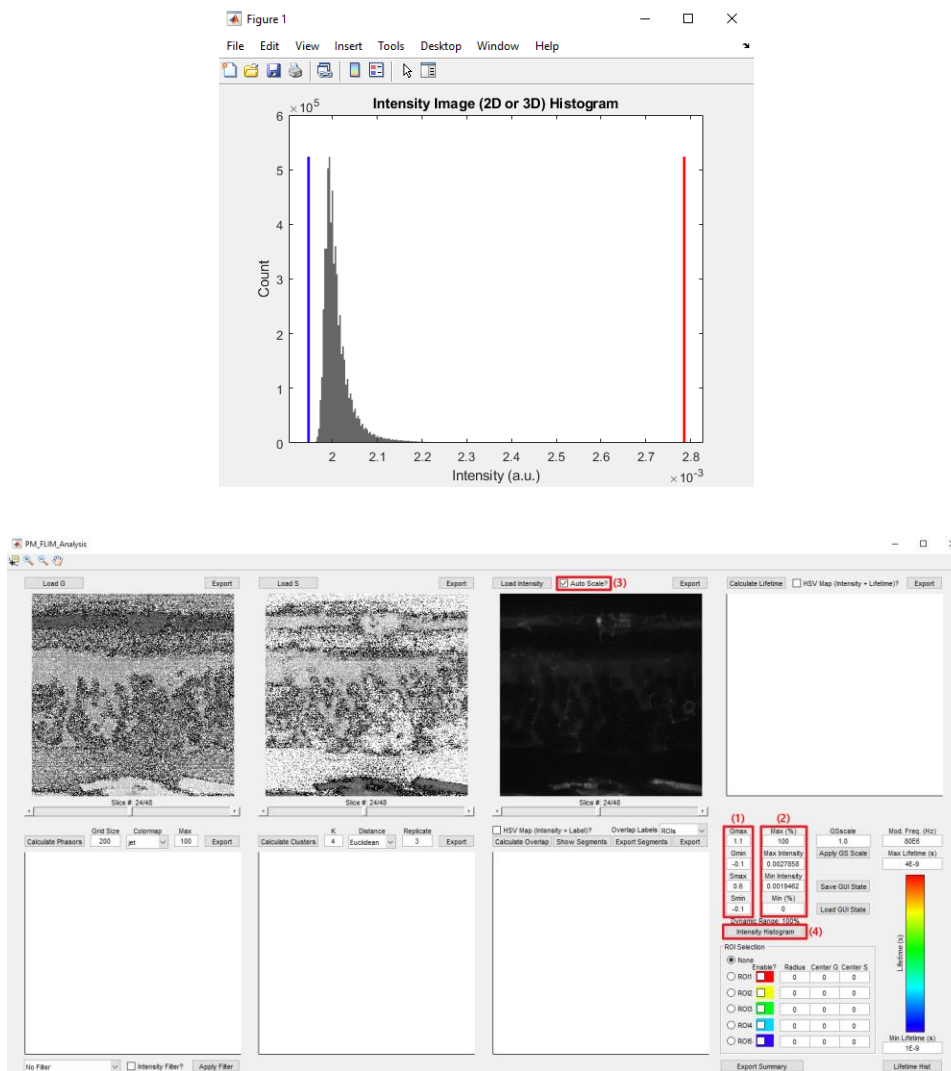 Figure 1
File Edit View Insert Tools Desktop Window Help
Intensity Image (2D or 3D) Histogram
6 ×10^5
5
4
3
2
1
0
Count
2 2.1 2.2 2.3 2.4 2.5 2.6 2.7 2.8
Intensity (a.u.)
×10^-3
PM_FLIM_Analysis
Load G Export Load S Export Load Intensity Auto Scale? (3) Export Calculate Lifetime HSV Map (Intensity + Lifetime)? Export
Slice #: 24/48 Slice #: 24/48 Slice #: 24/48
Grid Size Colormap Max K Distance Replicate HSV Map (Intensity + Label)? Overlap Labels ROIs
Calculate Phasors 200 jet 100 Export Calculate Clusters 4 Euclidean 3 Export Calculate Overlap Show Segments Export Segments Export
(1) (2)
Gmax Max (%) GSscale Mod. Freq. (Hz)
1.1 100 1.0 80E6
Gmin Max Intensity Apply GS Scale Max Lifetime (s)
-0.1 0.0027858 4E-9
Smax Min Intensity
0.6 0.0019462 Save GUI State
Smin Min (%)
-0.1 0 Load GUI State
Dynamic Range: 100%
Intensity Histogram (4)
Lifetime (s)
ROI Selection
None
Enable? Radius Center G Center S
ROI1 0 0 0
ROI2 0 0 0
ROI3 0 0 0
ROI4 0 0 0
ROI5 0 0 0
Min Lifetime (s)
1E-9
No Filter Intensity Filter? Apply Filter Export Summary Lifetime Hist